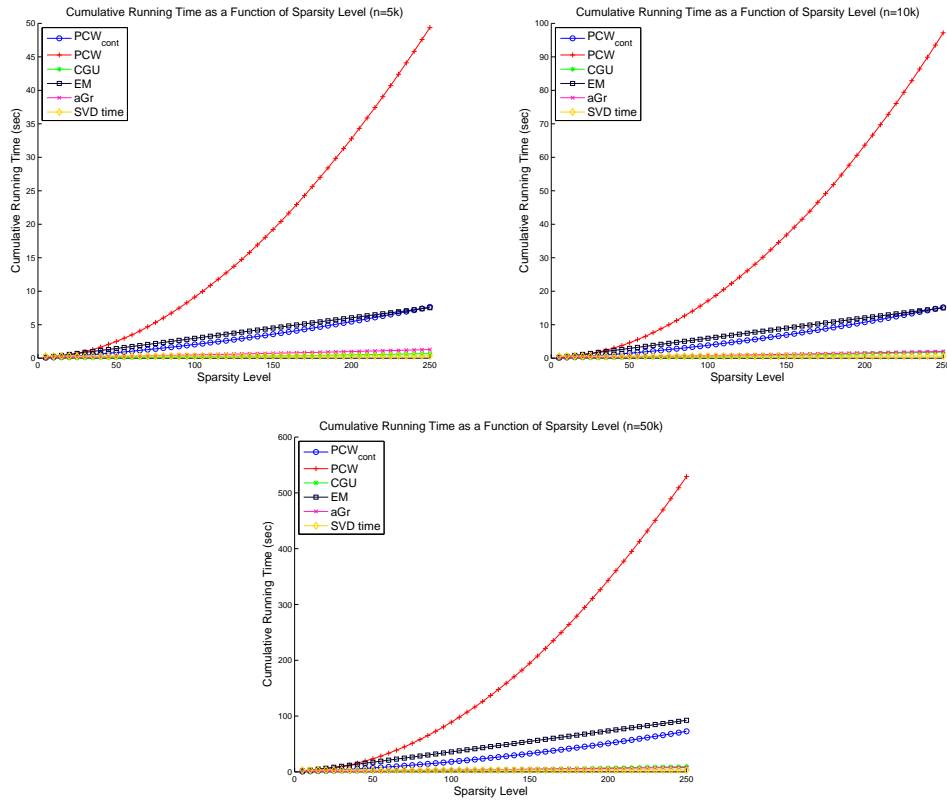 Cumulative Running Time as a Function of Sparsity Level (n=5k)
Cumulative Running Time (sec)
50
45
40
35
30
25
20
15
10
5
0
0 50 100 150 200 250
Sparsity Level
PCWcont
PCW
CGU
EM
aGr
SVD time
Cumulative Running Time as a Function of Sparsity Level (n=10k)
Cumulative Running Time (sec)
100
90
80
70
60
50
40
30
20
10
0
0 50 100 150 200 250
Sparsity Level
PCWcont
PCW
CGU
EM
aGr
SVD time
Cumulative Running Time as a Function of Sparsity Level (n=50k)
Cumulative Running Time (sec)
600
500
400
300
200
100
0
0 50 100 150 200 250
Sparsity Level
PCWcont
PCW
CGU
EM
aGr
SVD time